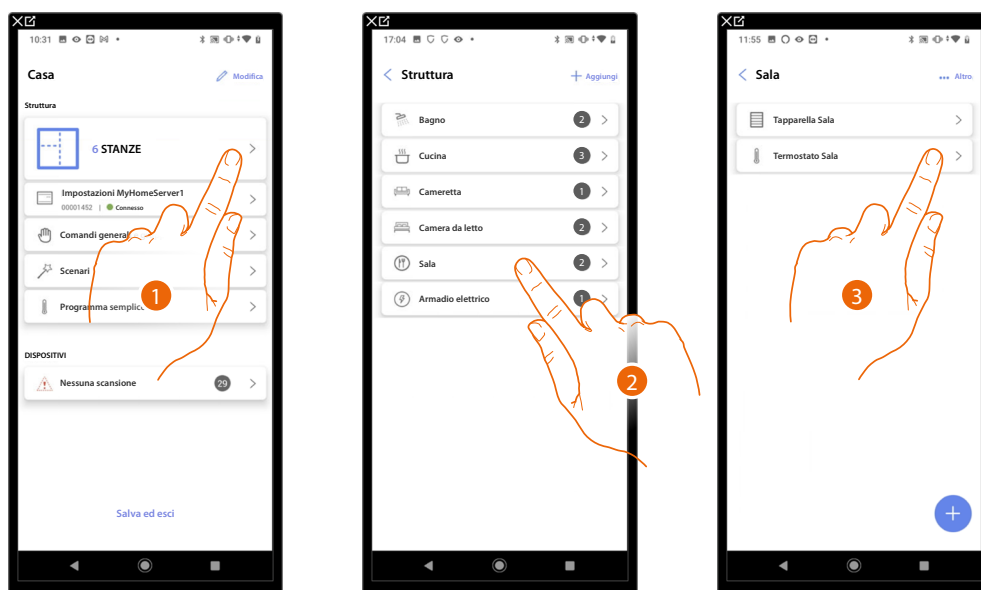 10:31
Casa
Modifica
Struttura
6 STANZE
Impostazioni MyHomeServer1
00001452 | Connesso
Comandi general
Scenari
Programma semplic
DISPOSITIVI
Nessuna scansione
29
Salva ed esci
1
17:04
Struttura
Aggiungi
Bagno
2
Cucina
3
Cameretta
1
Camera da letto
2
Sala
2
Armadio elettrico
1
2
11:55
Sala
Altro.
Tapparella Sala
Termostato Sala
3